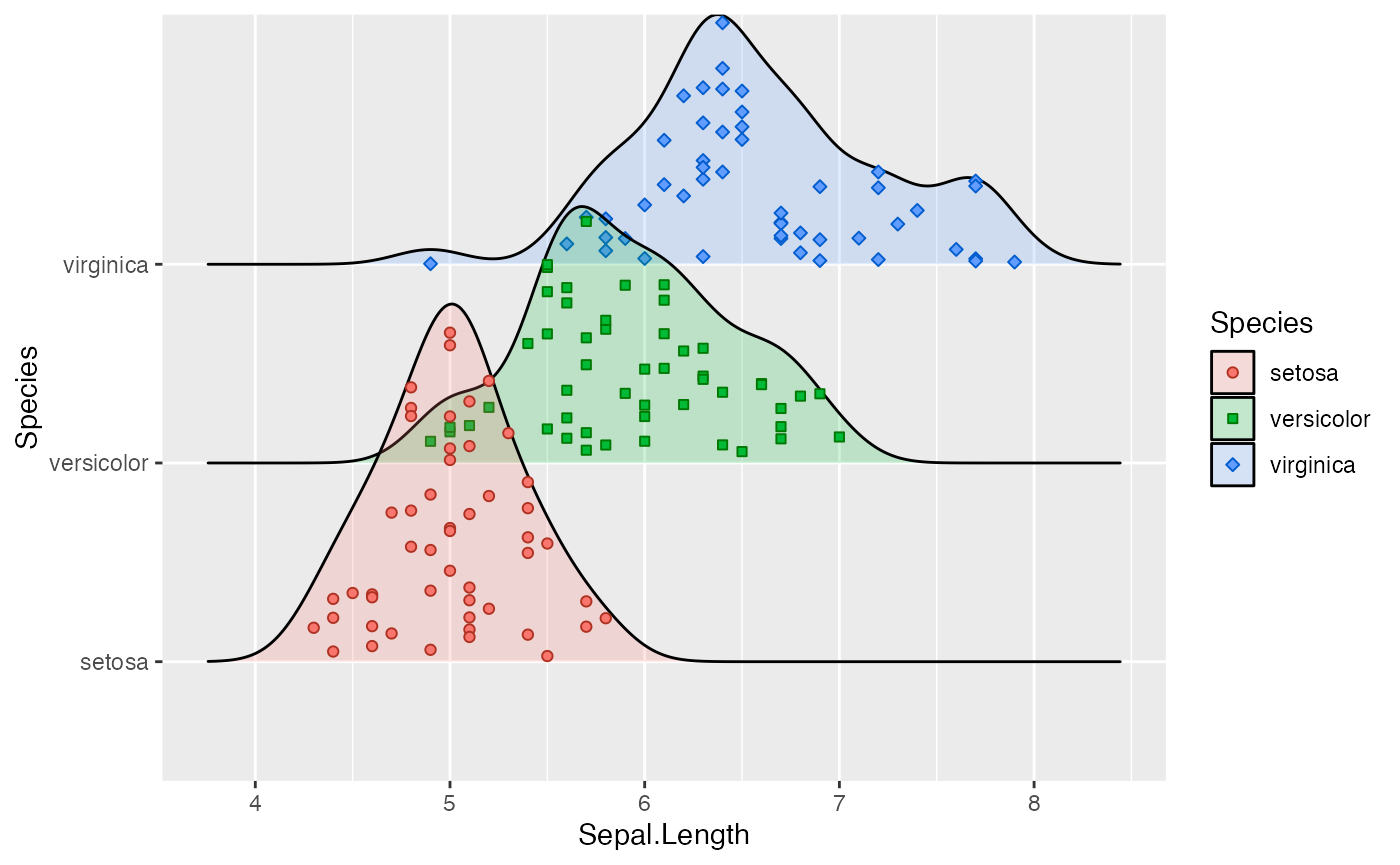 Species
virginica
versicolor
setosa
4 5 6 7 8
Sepal.Length
Species
setosa
versicolor
virginica